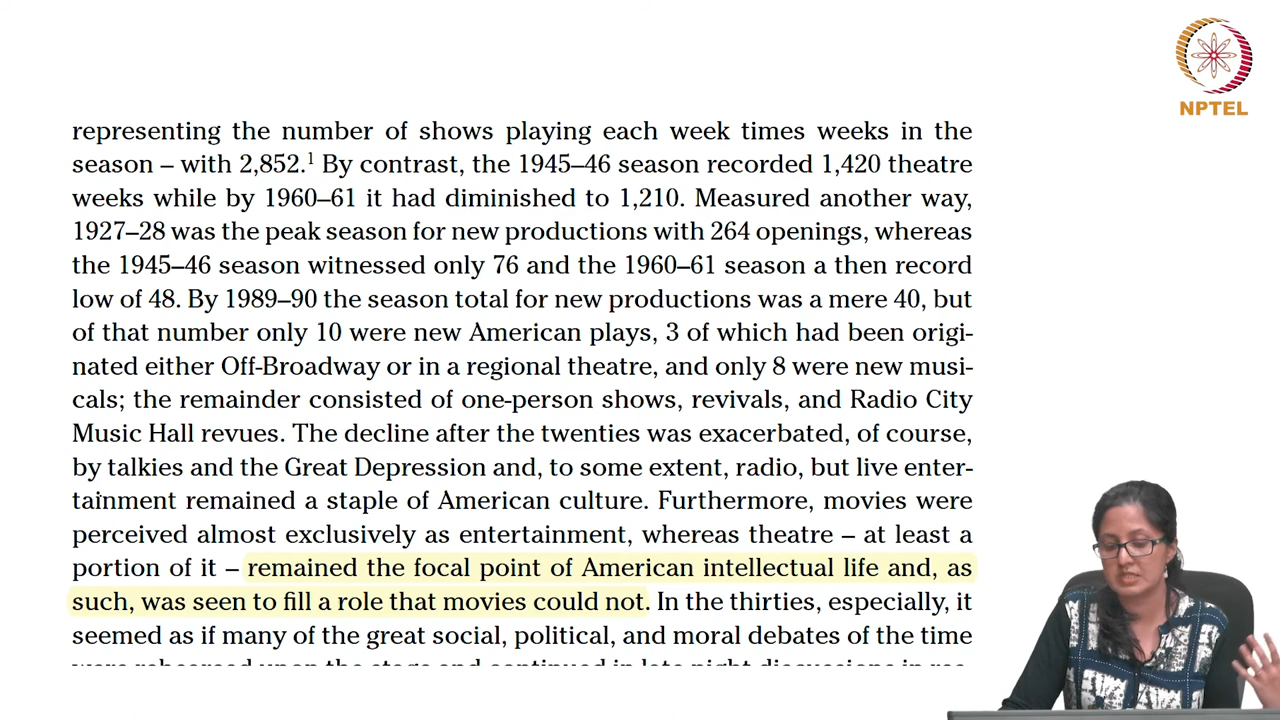 NPTEL
representing the number of shows playing each week times weeks in the
season – with 2,852.¹ By contrast, the 1945–46 season recorded 1,420 theatre
weeks while by 1960–61 it had diminished to 1,210. Measured another way,
1927–28 was the peak season for new productions with 264 openings, whereas
the 1945–46 season witnessed only 76 and the 1960–61 season a then record
low of 48. By 1989–90 the season total for new productions was a mere 40, but
of that number only 10 were new American plays, 3 of which had been origi-
nated either Off-Broadway or in a regional theatre, and only 8 were new musi-
cals; the remainder consisted of one-person shows, revivals, and Radio City
Music Hall revues. The decline after the twenties was exacerbated, of course,
by talkies and the Great Depression and, to some extent, radio, but live enter-
tainment remained a staple of American culture. Furthermore, movies were
perceived almost exclusively as entertainment, whereas theatre – at least a
portion of it – remained the focal point of American intellectual life and, as
such, was seen to fill a role that movies could not. In the thirties, especially, it
seemed as if many of the great social, political, and moral debates of the time